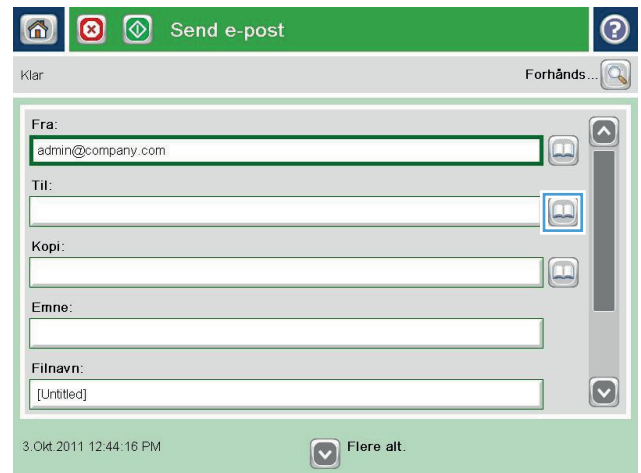 Send e-post
?
Klar
Forhånds...
Fra:
admin@company.com
Til:
Kopi:
Emne:
Filnavn:
[Untitled]
3.Okt.2011 12:44:16 PM
Flere alt.